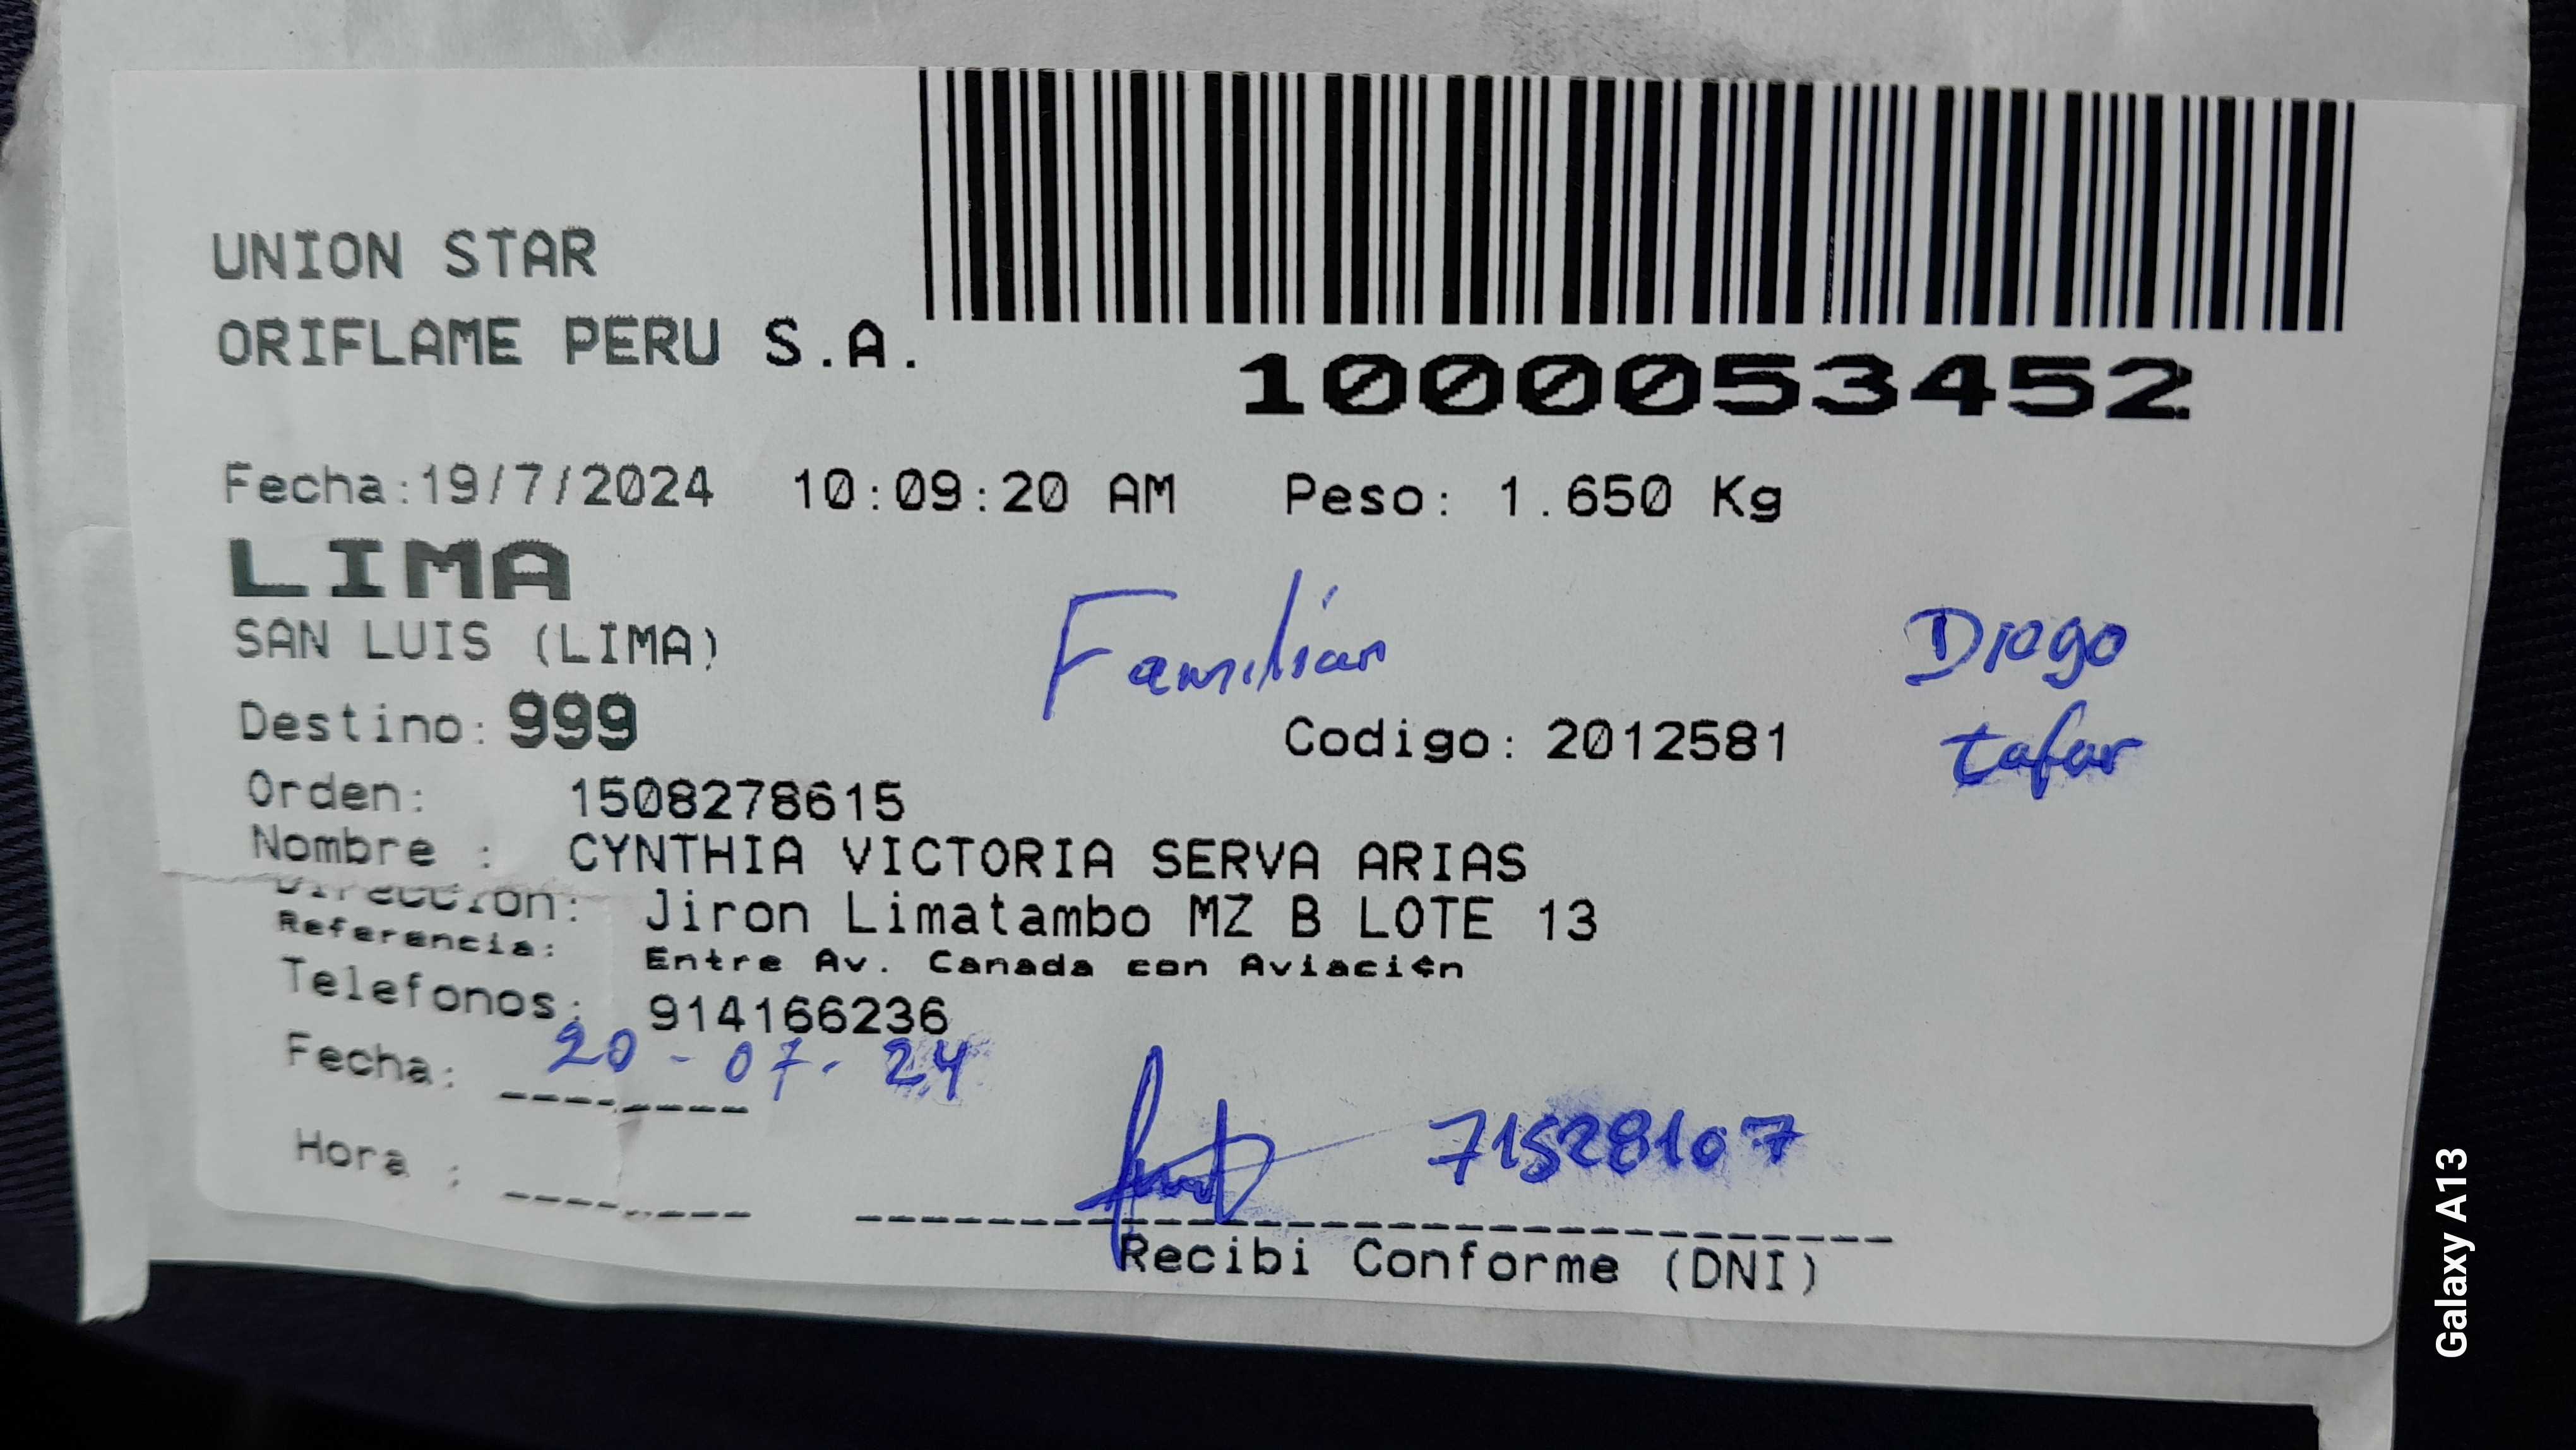 UNION STAR
ORIFLAME PERU S.A.
1000053452
Fecha:19/7/2024 10:09:20 AM Peso: 1.650 Kg
LIMA
SAN LUIS (LIMA)
Familiar
Diogo
tafur
Destino: 999
Codigo: 2012581
Orden: 1508278615
Nombre : CYNTHIA VICTORIA SERVA ARIAS
Direccion: Jiron Limatambo MZ B LOTE 13
Referencia: Entre Av. Canada con Aviaci¢n
Telefonos: 914166236
Fecha: 20-07-24
Hora :
71528107
Recibi Conforme (DNI)
Galaxy A13